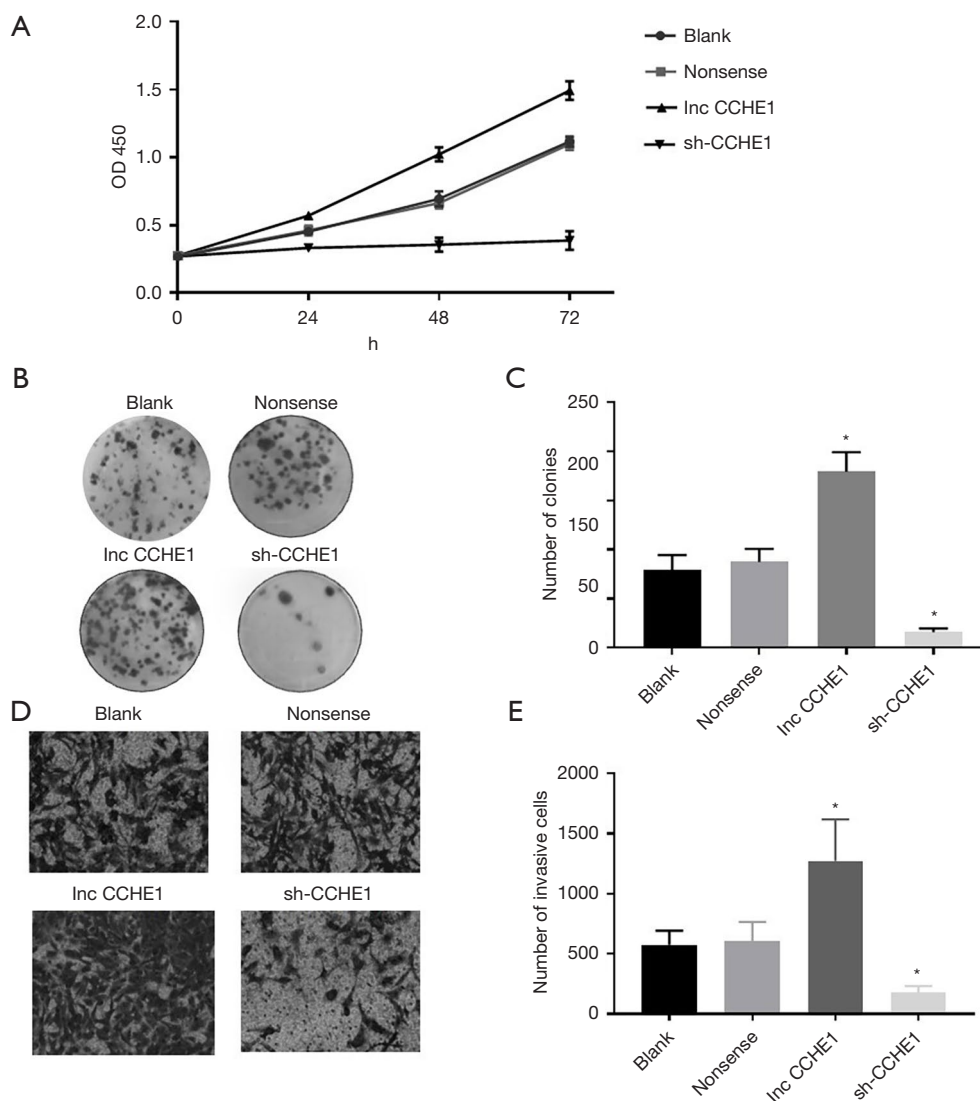 A
2.0
1.5
1.0
0.5
0.0
OD 450
0 24 48 72
h
Blank
Nonsense
lnc CCHE1
sh-CCHE1
B
Blank Nonsense
lnc CCHE1 sh-CCHE1
C
250
200
150
50
0
Number of clonies
* *
Blank Nonsense lnc CCHE1 sh-CCHE1
D
Blank Nonsense
lnc CCHE1 sh-CCHE1
E
2000
1500
1000
500
0
Number of invasive cells
* *
Blank Nonsense lnc CCHE1 sh-CCHE1